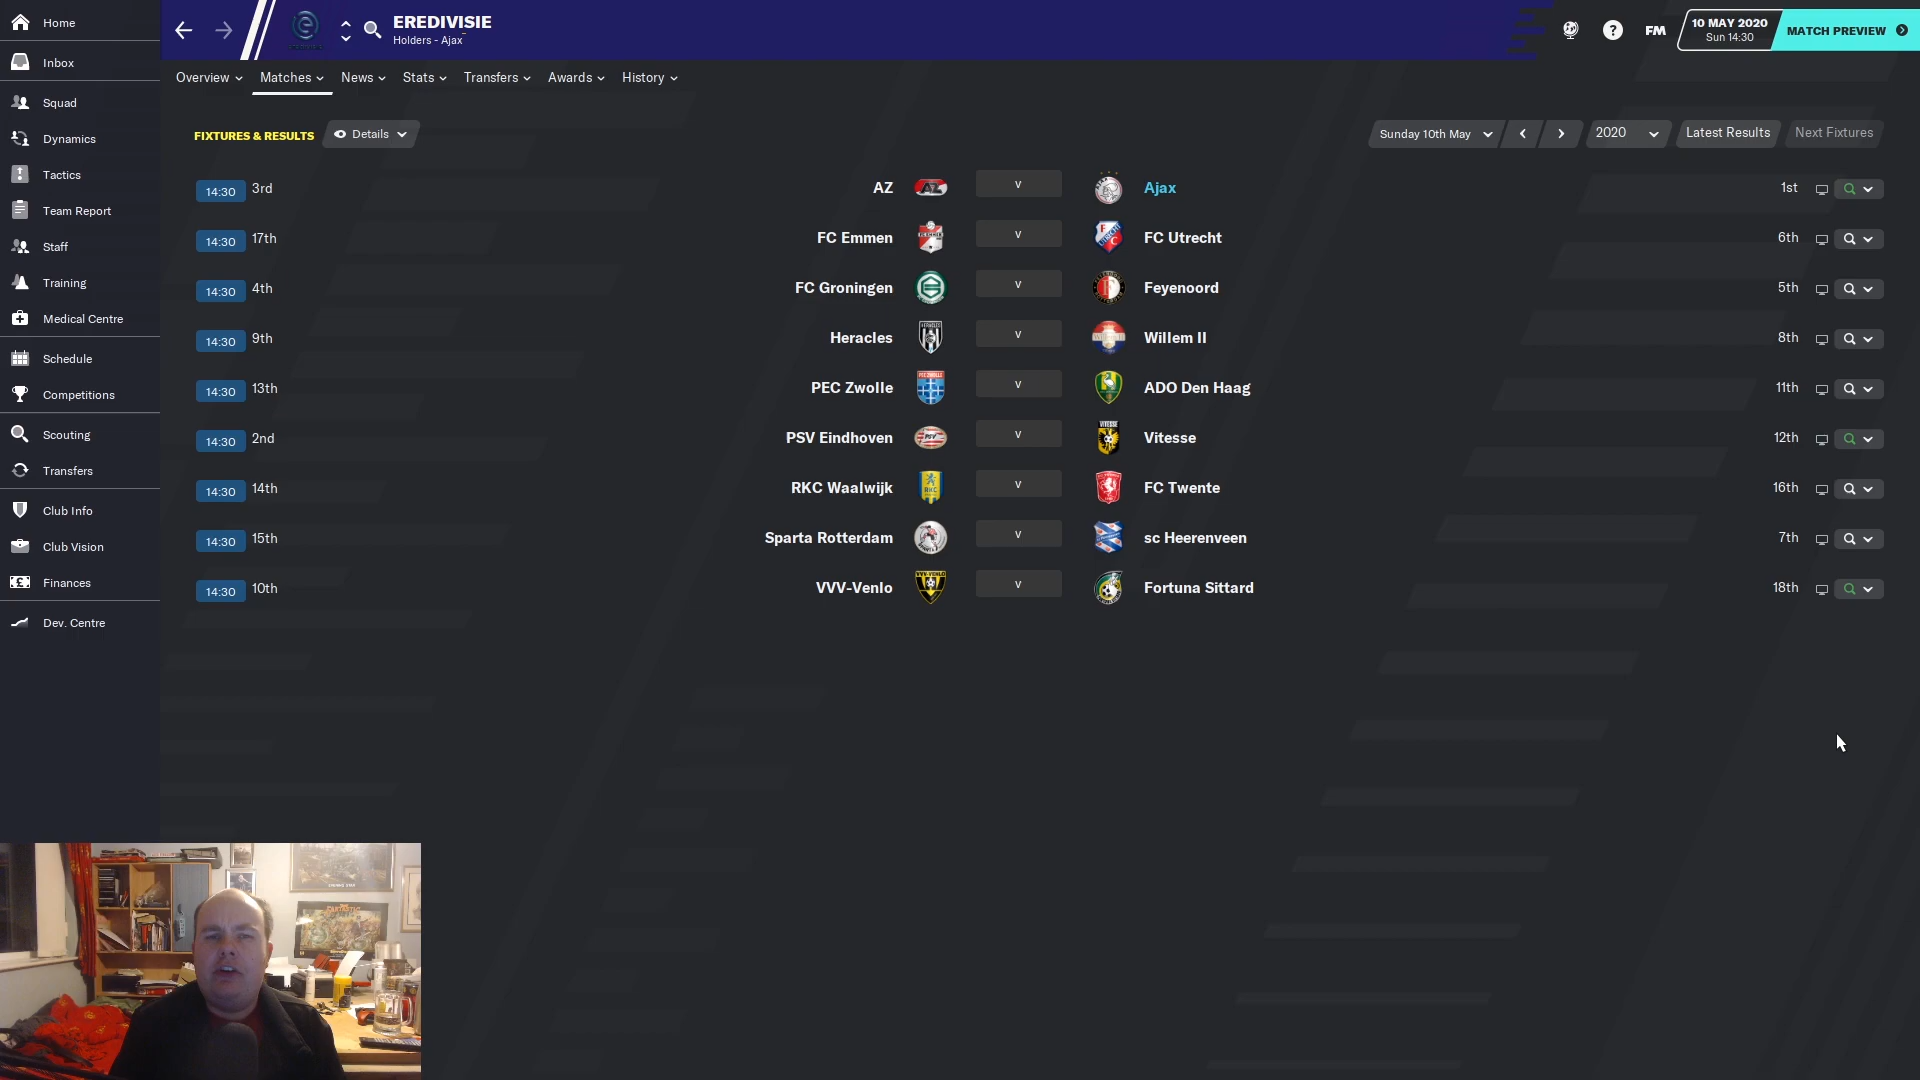 Home
Inbox
Squad
Dynamics
Tactics
Team Report
Staff
Training
Medical Centre
Schedule
Competitions
Scouting
Transfers
Club Info
Club Vision
Finances
Dev. Centre
EREDIVISIE
Holders - Ajax
FM
10 MAY 2020
Sun 14:30
MATCH PREVIEW
Overview Matches News Stats Transfers Awards History
FIXTURES & RESULTS Details Sunday 10th May 2020 Latest Results Next Fixtures
14:30 3rd AZ v Ajax 1st
14:30 17th FC Emmen v FC Utrecht 6th
14:30 4th FC Groningen v Feyenoord 5th
14:30 9th Heracles v Willem II 8th
14:30 13th PEC Zwolle v ADO Den Haag 11th
14:30 2nd PSV Eindhoven v Vitesse 12th
14:30 14th RKC Waalwijk v FC Twente 16th
14:30 15th Sparta Rotterdam v sc Heerenveen 7th
14:30 10th VVV-Venlo v Fortuna Sittard 18th